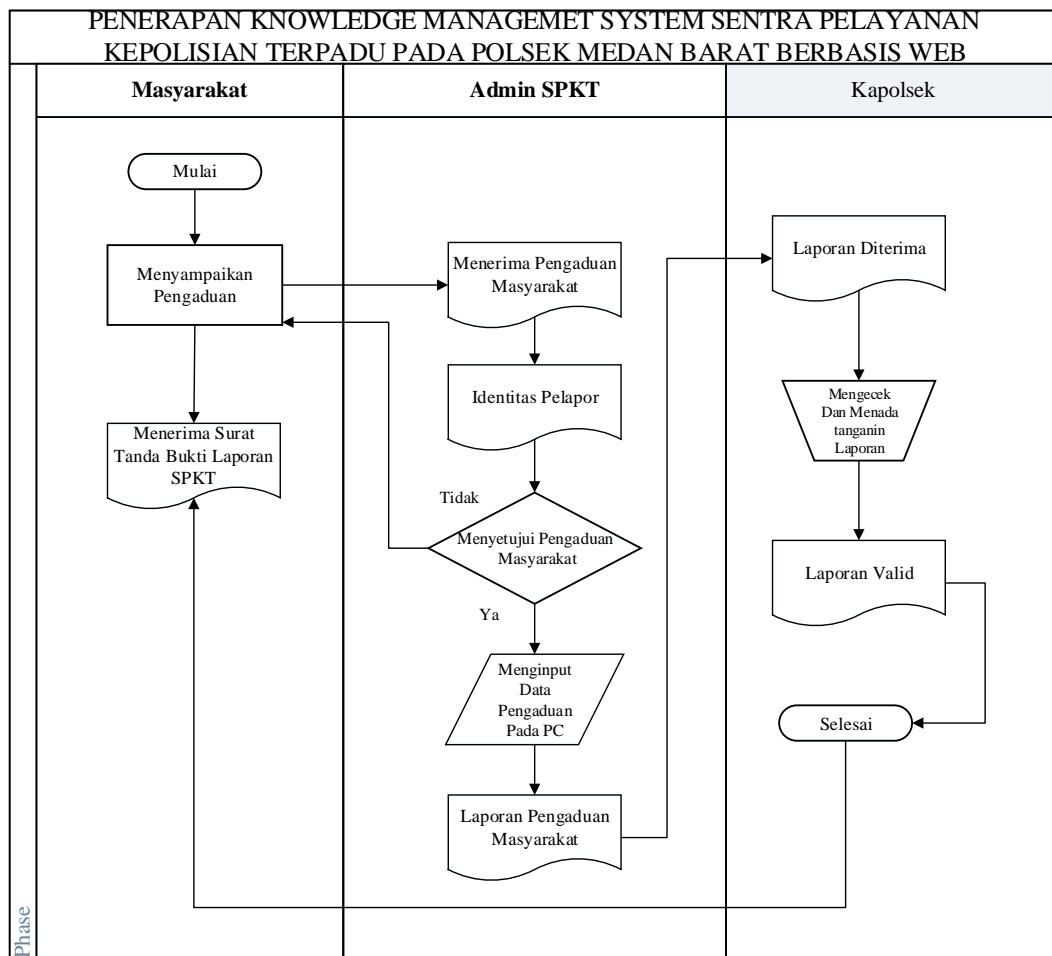 PENERAPAN KNOWLEDGE MANAGEMET SYSTEM SENTRA PELAYANAN
KEPOLISIAN TERPADU PADA POLSEK MEDAN BARAT BERBASIS WEB
Masyarakat
Admin SPKT
Kapolsek
Mulai
Menyampaikan
Pengaduan
Menerima Surat
Tanda Bukti Laporan
SPKT
Menerima Pengaduan
Masyarakat
Identitas Pelapor
Tidak
Menyetujui Pengaduan
Masyarakat
Ya
Menginput
Data
Pengaduan
Pada PC
Laporan Pengaduan
Masyarakat
Laporan Diterima
Mengecek
Dan Menada
tanganin
Laporan
Laporan Valid
Selesai
Phase